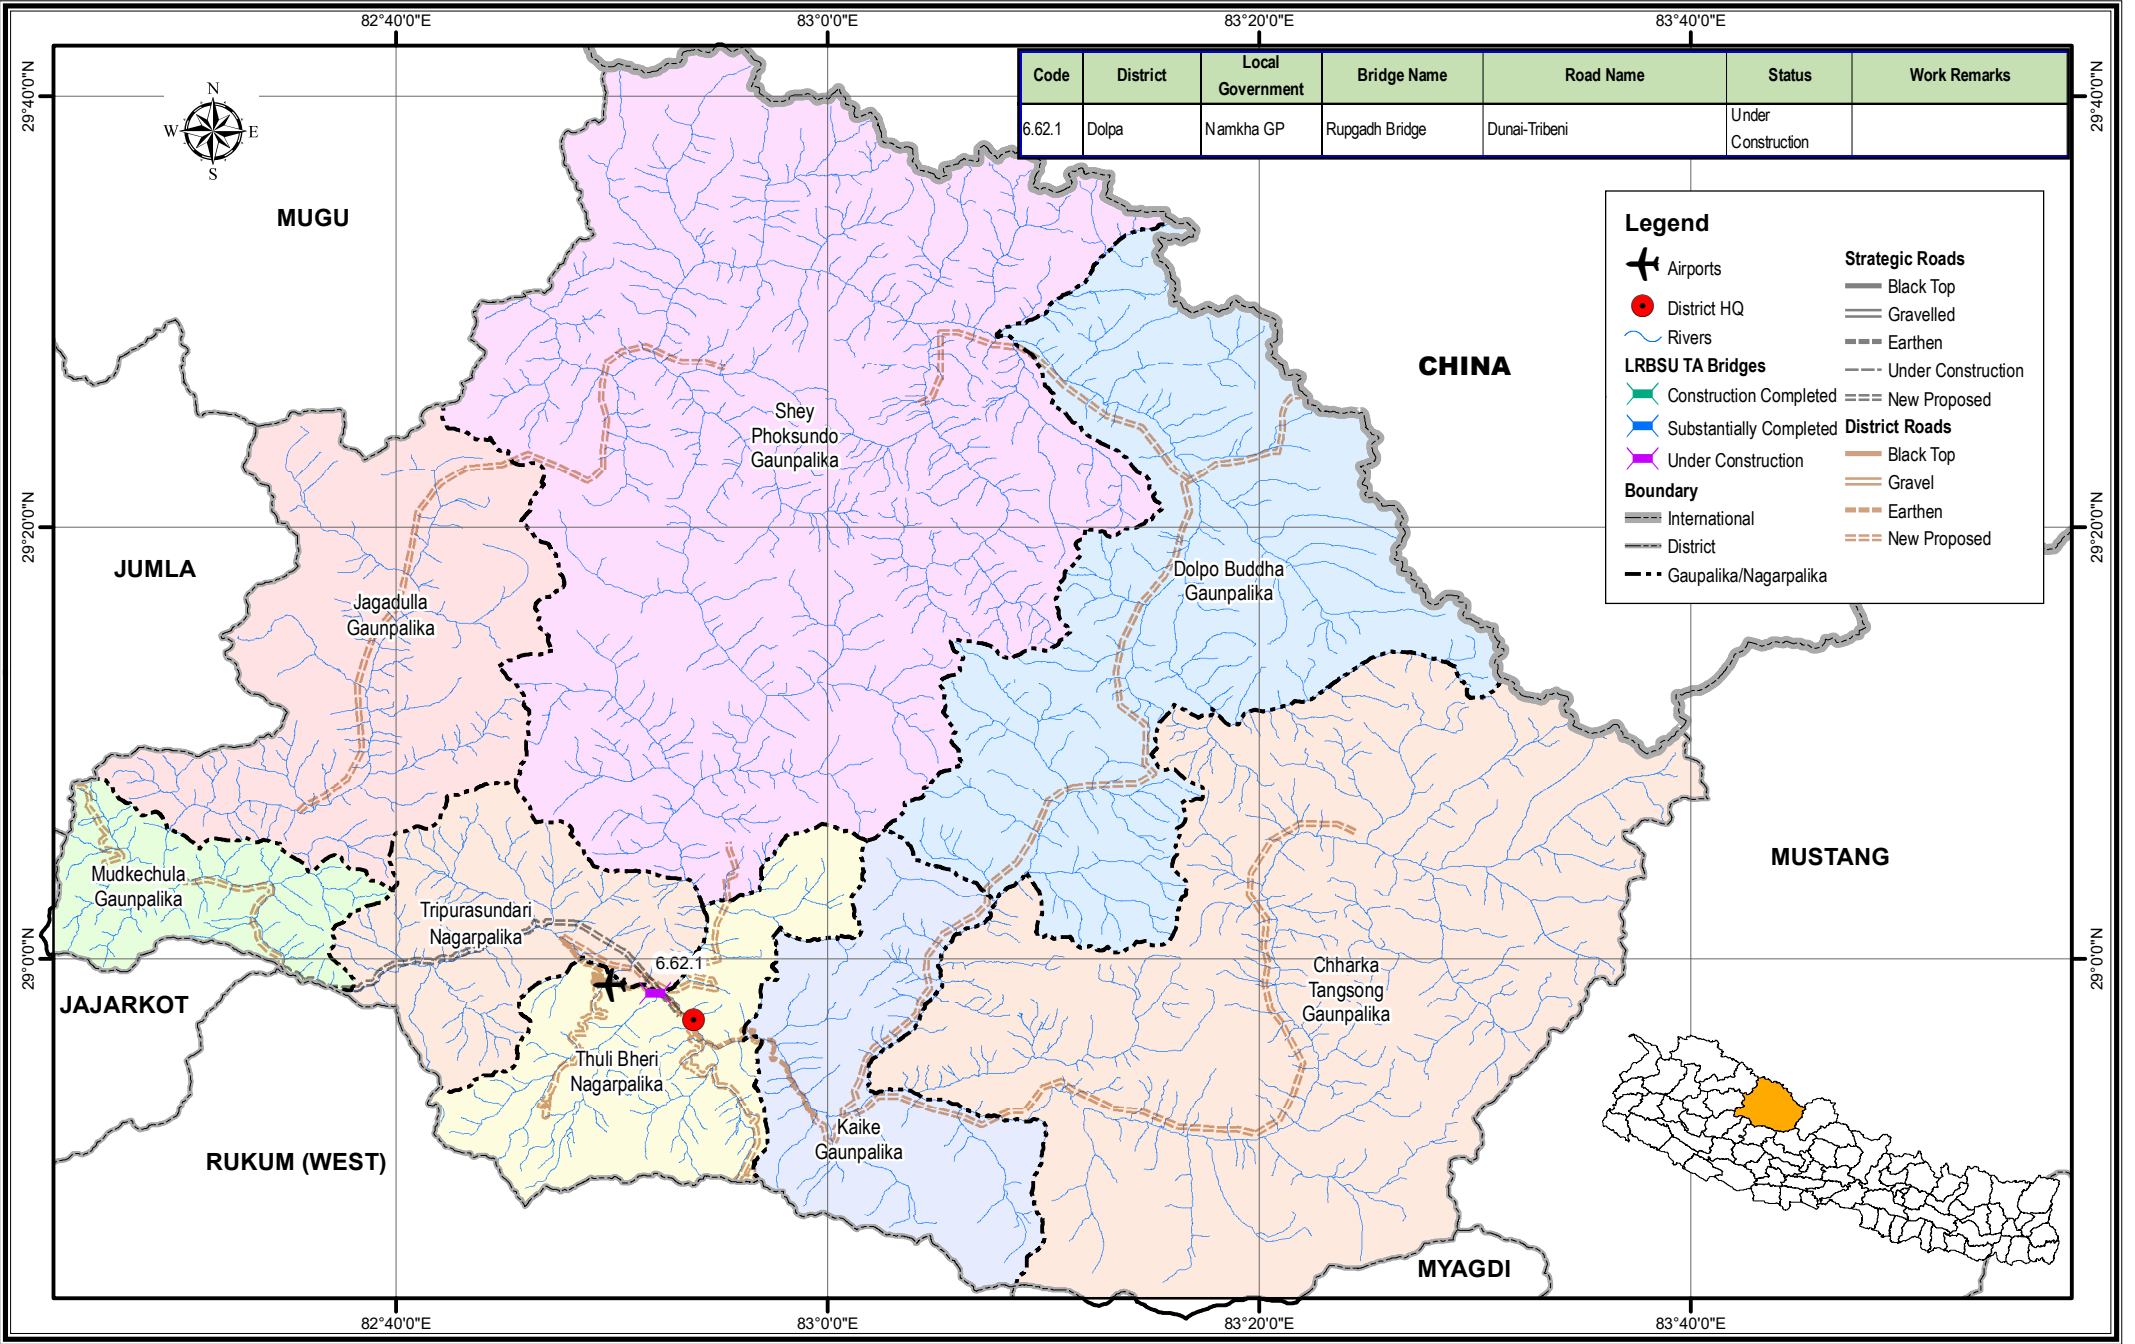 82°40'0"E
83°0'0"E
83°20'0"E
83°40'0"E
29°40'0"N
29°40'0"N
Code
District
Local
Government
Bridge Name
Road Name
Status
Work Remarks
6.62.1
Dolpa
Namkha GP
Rupgadh Bridge
Dunai-Tribeni
Under
Construction
N
W
E
S
MUGU
CHINA
JUMLA
MUSTANG
JAJARKOT
RUKUM (WEST)
MYAGDI
Legend
Airports
District HQ
Rivers
LRBSU TA Bridges
Construction Completed
Substantially Completed
Under Construction
Boundary
International
District
Gaupalika/Nagarpalika
Strategic Roads
Black Top
Gravelled
Earthen
Under Construction
New Proposed
District Roads
Black Top
Gravel
Earthen
New Proposed
Shey
Phoksundo
Gaunpalika
29°20'0"N
29°20'0"N
Dolpo Buddha
Gaunpalika
Jagadulla
Gaunpalika
Mudkechula
Gaunpalika
Tripurasundari
Nagarpalika
6.62.1
29°0'0"N
29°0'0"N
Chharka
Tangsong
Gaunpalika
Thuli Bheri
Nagarpalika
Kaike
Gaunpalika
82°40'0"E
83°0'0"E
83°20'0"E
83°40'0"E